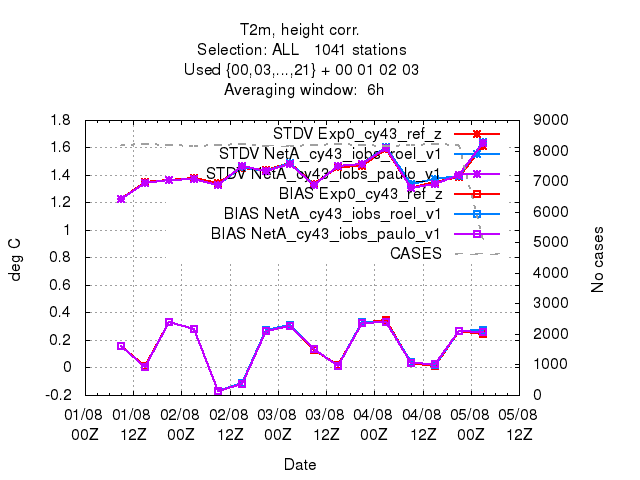 T2m, height corr.
Selection: ALL   1041 stations
Used {00,03,...,21} + 00 01 02 03
Averaging window:  6h
STDV Exp0_cy43_ref_z
STDV NetA_cy43_iobs_roel_v1
STDV NetA_cy43_iobs_paulo_v1
BIAS Exp0_cy43_ref_z
BIAS NetA_cy43_iobs_roel_v1
BIAS NetA_cy43_iobs_paulo_v1
CASES
deg C
1.8
1.6
1.4
1.2
1
0.8
0.6
0.4
0.2
0
-0.2
No cases
9000
8000
7000
6000
5000
4000
3000
2000
1000
0
01/08 01/08 02/08 02/08 03/08 03/08 04/08 04/08 05/08 05/08
00Z 12Z 00Z 12Z 00Z 12Z 00Z 12Z 00Z 12Z
Date